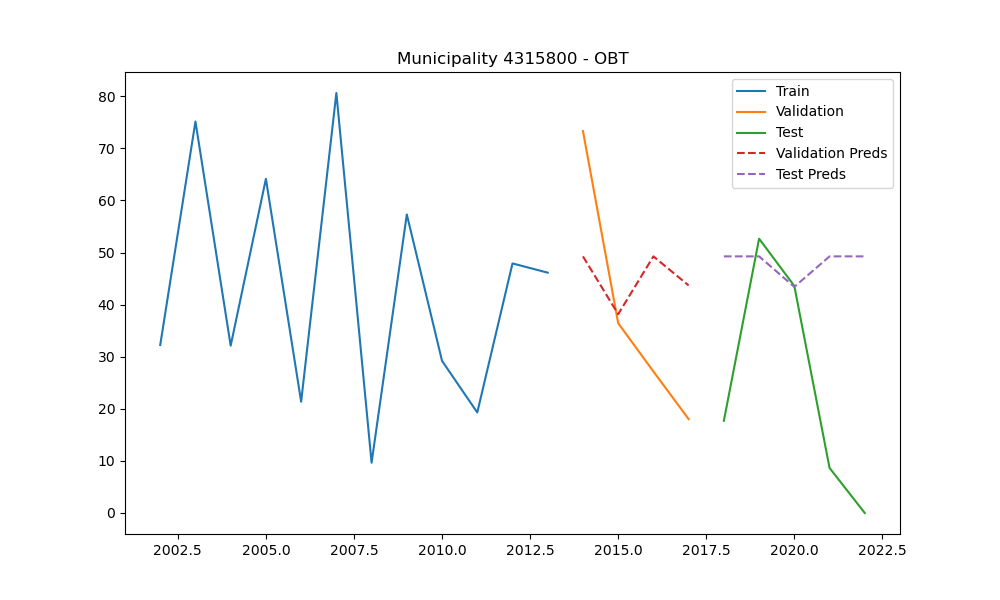 Municipality 4315800 - OBT
Train
Validation
Test
Validation Preds
Test Preds
80
70
60
50
40
30
20
10
0
2002.5 2005.0 2007.5 2010.0 2012.5 2015.0 2017.5 2020.0 2022.5